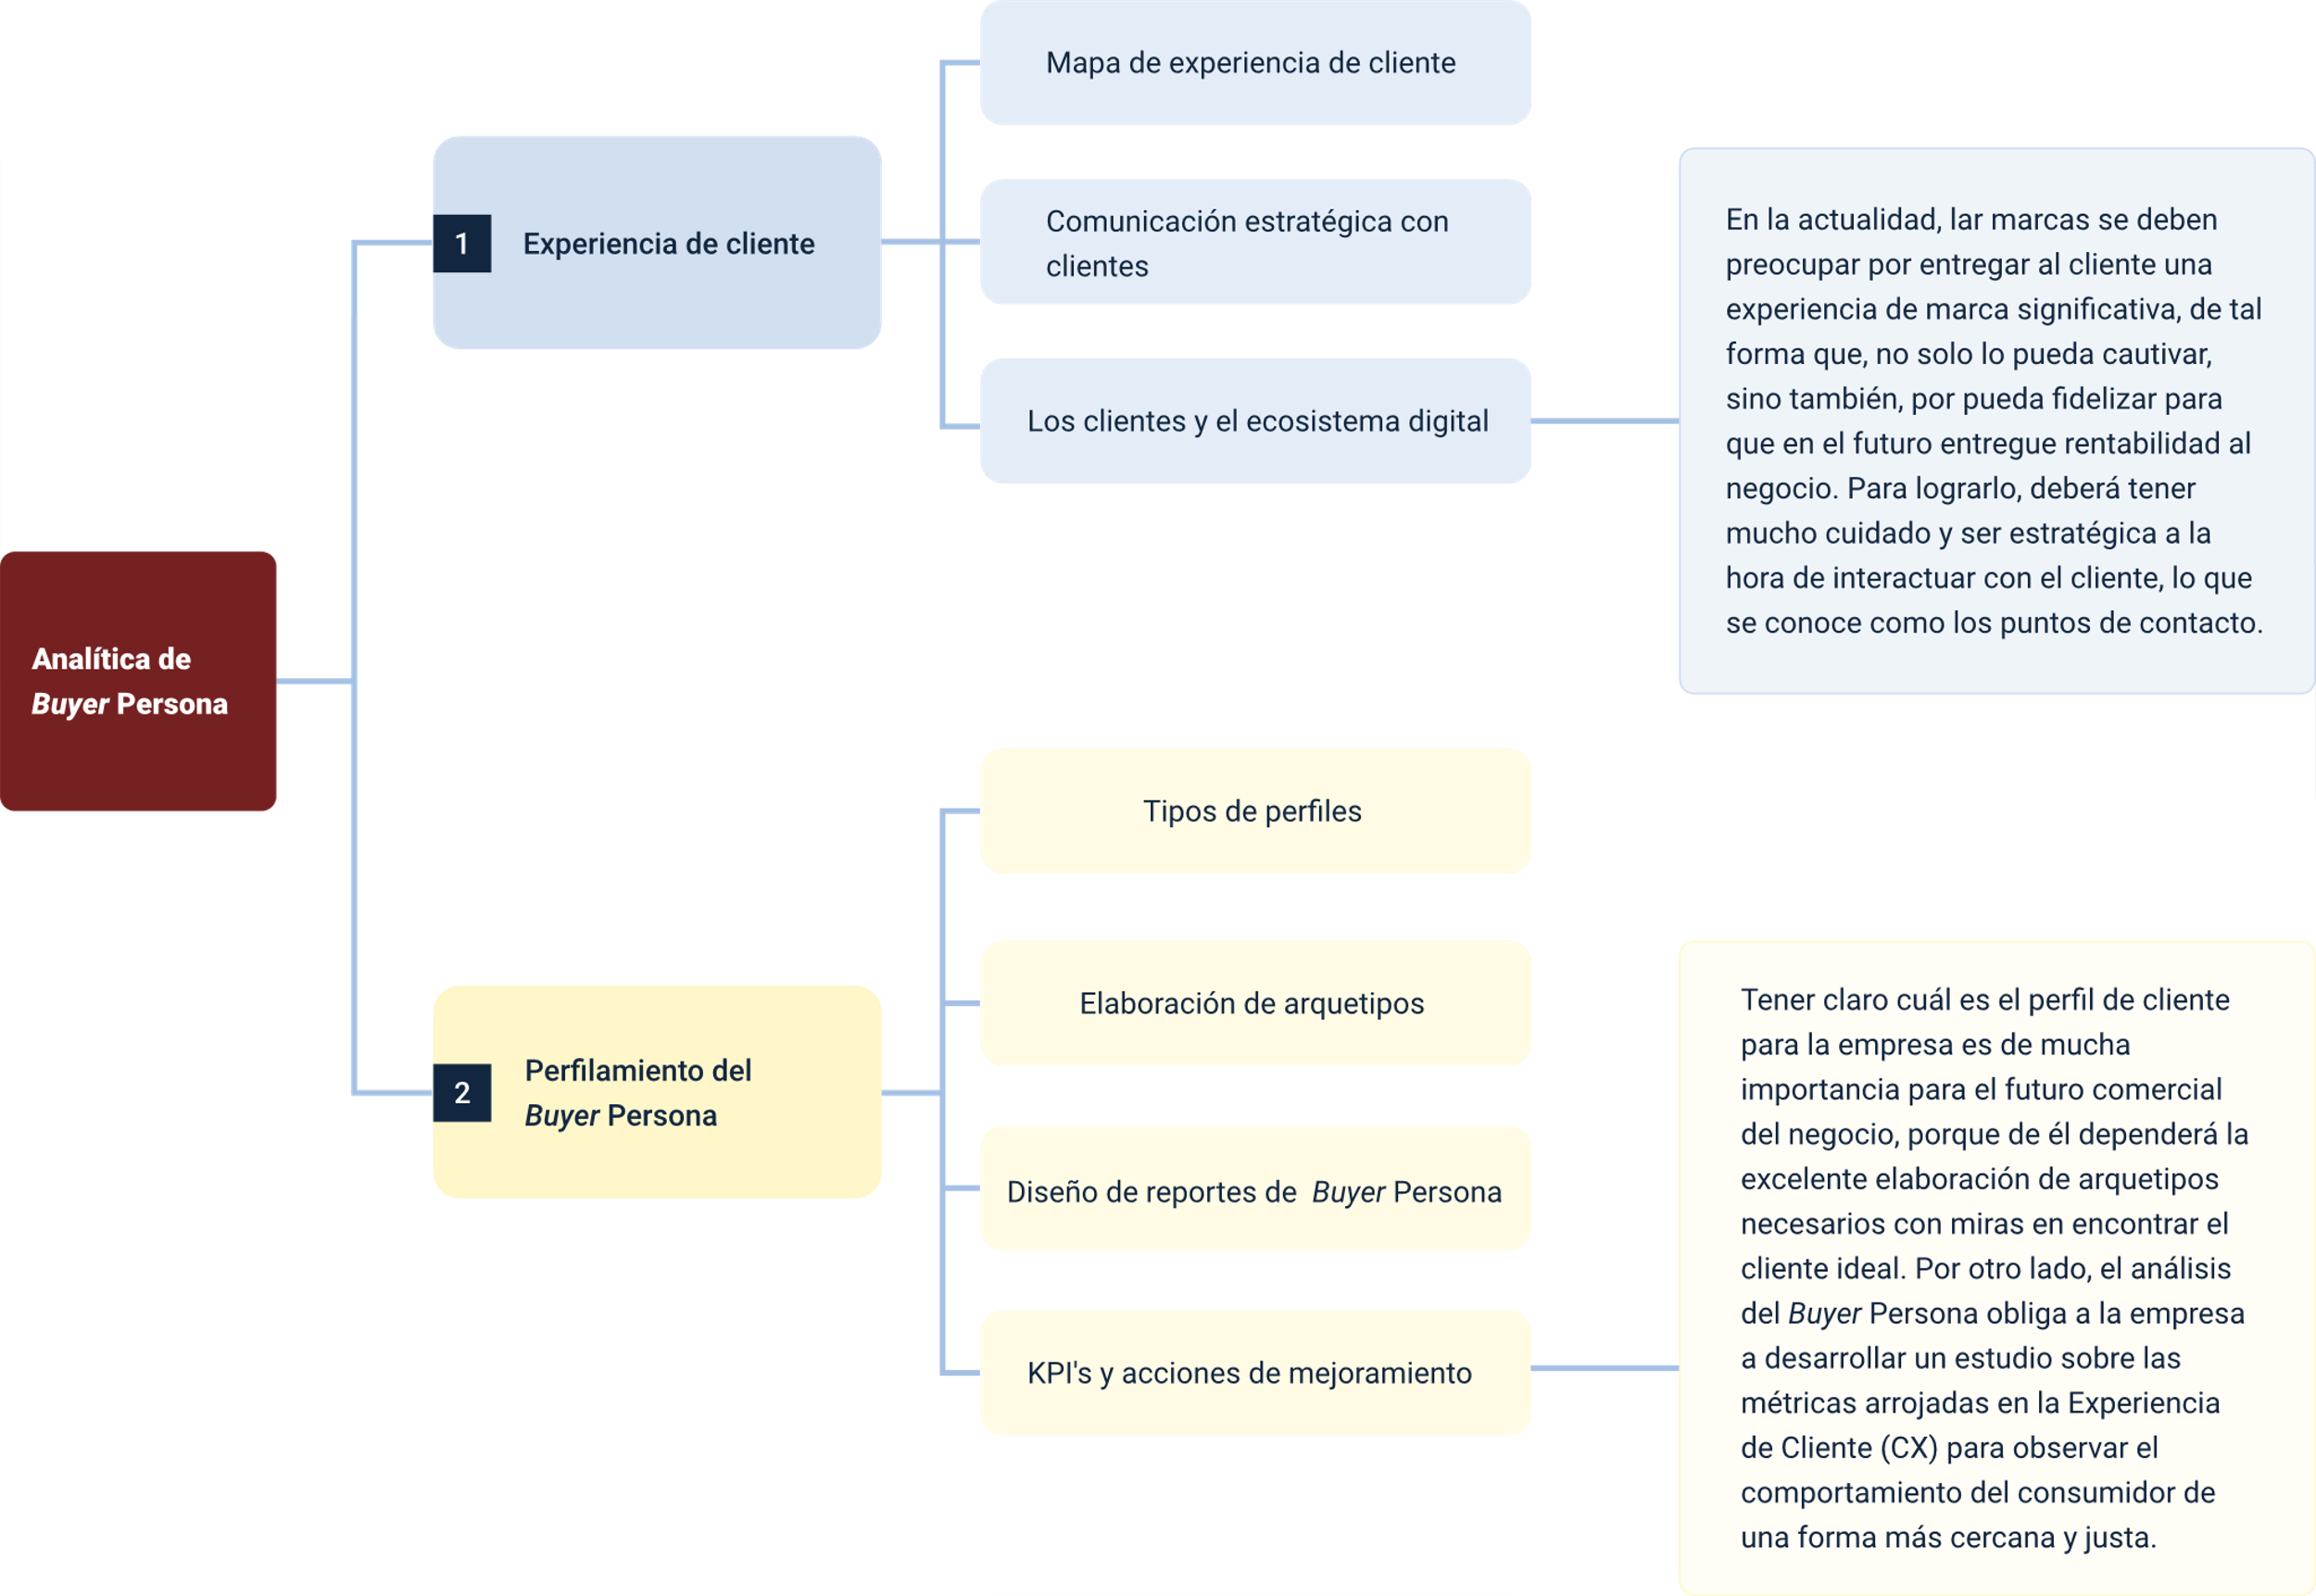 Analítica de
Buyer Persona
1
Experiencia de cliente
Mapa de experiencia de cliente
Comunicación estratégica con
clientes
Los clientes y el ecosistema digital
En la actualidad, lar marcas se deben
preocupar por entregar al cliente una
experiencia de marca significativa, de tal
forma que, no solo lo pueda cautivar,
sino también, por pueda fidelizar para
que en el futuro entregue rentabilidad al
negocio. Para lograrlo, deberá tener
mucho cuidado y ser estratégica a la
hora de interactuar con el cliente, lo que
se conoce como los puntos de contacto.
2
Perfilamiento del
Buyer Persona
Tipos de perfiles
Elaboración de arquetipos
Diseño de reportes de Buyer Persona
KPI's y acciones de mejoramiento
Tener claro cuál es el perfil de cliente
para la empresa es de mucha
importancia para el futuro comercial
del negocio, porque de él dependerá la
excelente elaboración de arquetipos
necesarios con miras en encontrar el
cliente ideal. Por otro lado, el análisis
del Buyer Persona obliga a la empresa
a desarrollar un estudio sobre las
métricas arrojadas en la Experiencia
de Cliente (CX) para observar el
comportamiento del consumidor de
una forma más cercana y justa.